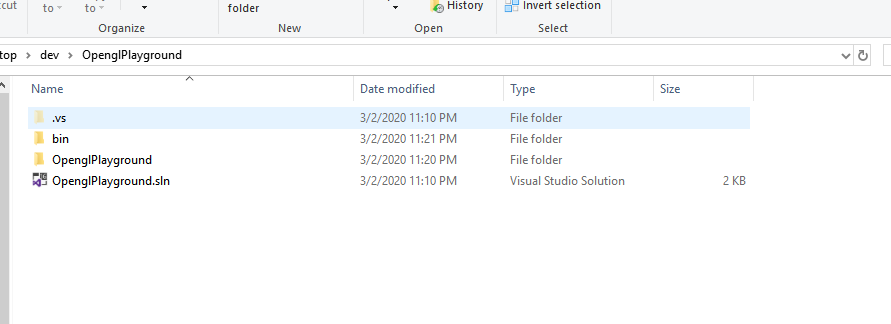 to to folder History Invert selection
Organize New Open Select
top > dev > OpenglPlayground
Name Date modified Type Size
.vs 3/2/2020 11:10 PM File folder
bin 3/2/2020 11:21 PM File folder
OpenglPlayground 3/2/2020 11:20 PM File folder
OpenglPlayground.sln 3/2/2020 11:10 PM Visual Studio Solution 2 KB